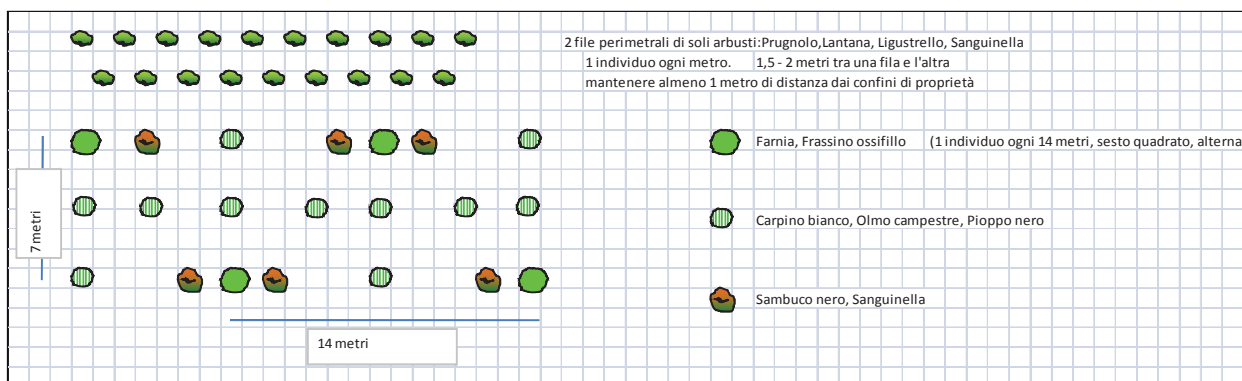 2 file perimetrali di soli arbusti:Prugnolo,Lantana, Ligustrello, Sanguinella
1 individuo ogni metro. 1,5 - 2 metri tra una fila e l'altra
mantenere almeno 1 metro di distanza dai confini di proprietà
Farnia, Frassino ossifillo (1 individuo ogni 14 metri, sesto quadrato, alterna
7 metri
Carpino bianco, Olmo campestre, Pioppo nero
Sambuco nero, Sanguinella
14 metri